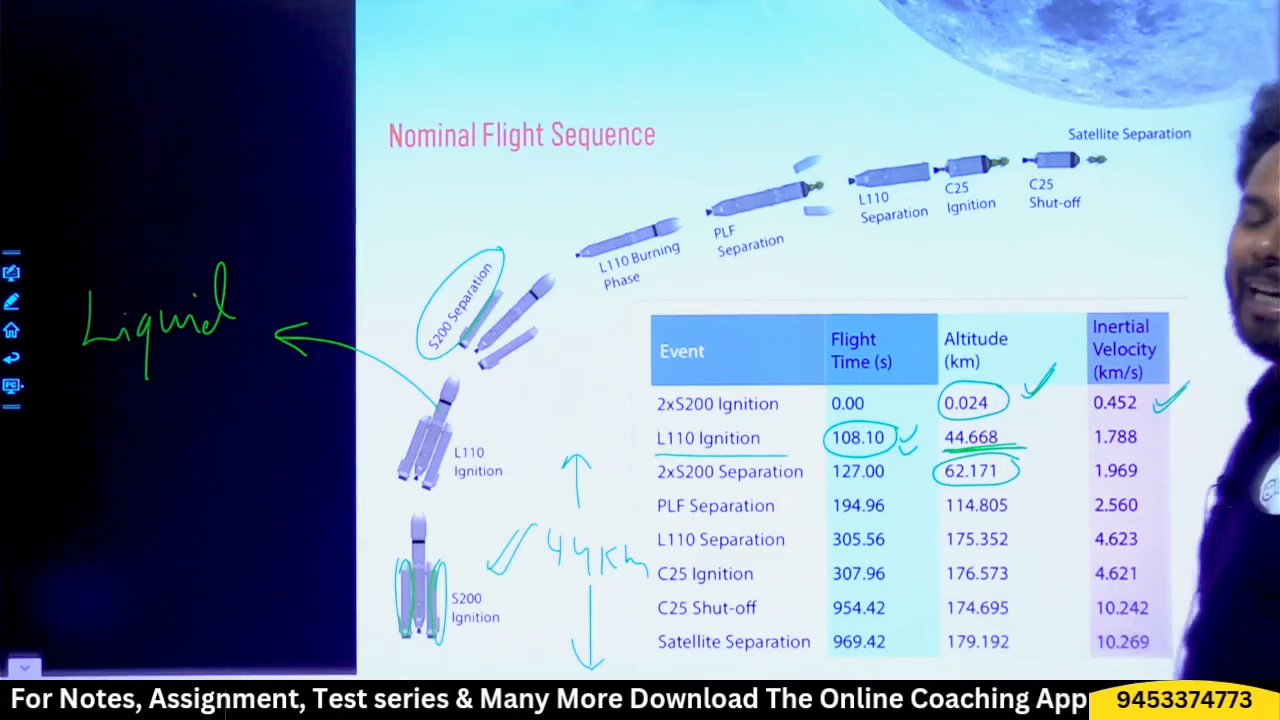 Satellite Separation
Nominal Flight Sequence
L110
Separation
C25
Ignition
C25
Shut-off
PLF
Separation
L110 Burning
Phase
S200 Separation
Liquid
L110
Ignition
S200
Ignition
44 Km
Event Flight Time (s) Altitude (km) Inertial Velocity (km/s)
2xS200 Ignition 0.00 0.024 0.452
L110 Ignition 108.10 44.668 1.788
2xS200 Separation 127.00 62.171 1.969
PLF Separation 194.96 114.805 2.560
L110 Separation 305.56 175.352 4.623
C25 Ignition 307.96 176.573 4.621
C25 Shut-off 954.42 174.695 10.242
Satellite Separation 969.42 179.192 10.269
PC
For Notes, Assignment, Test series & Many More Download The Online Coaching App 9453374773